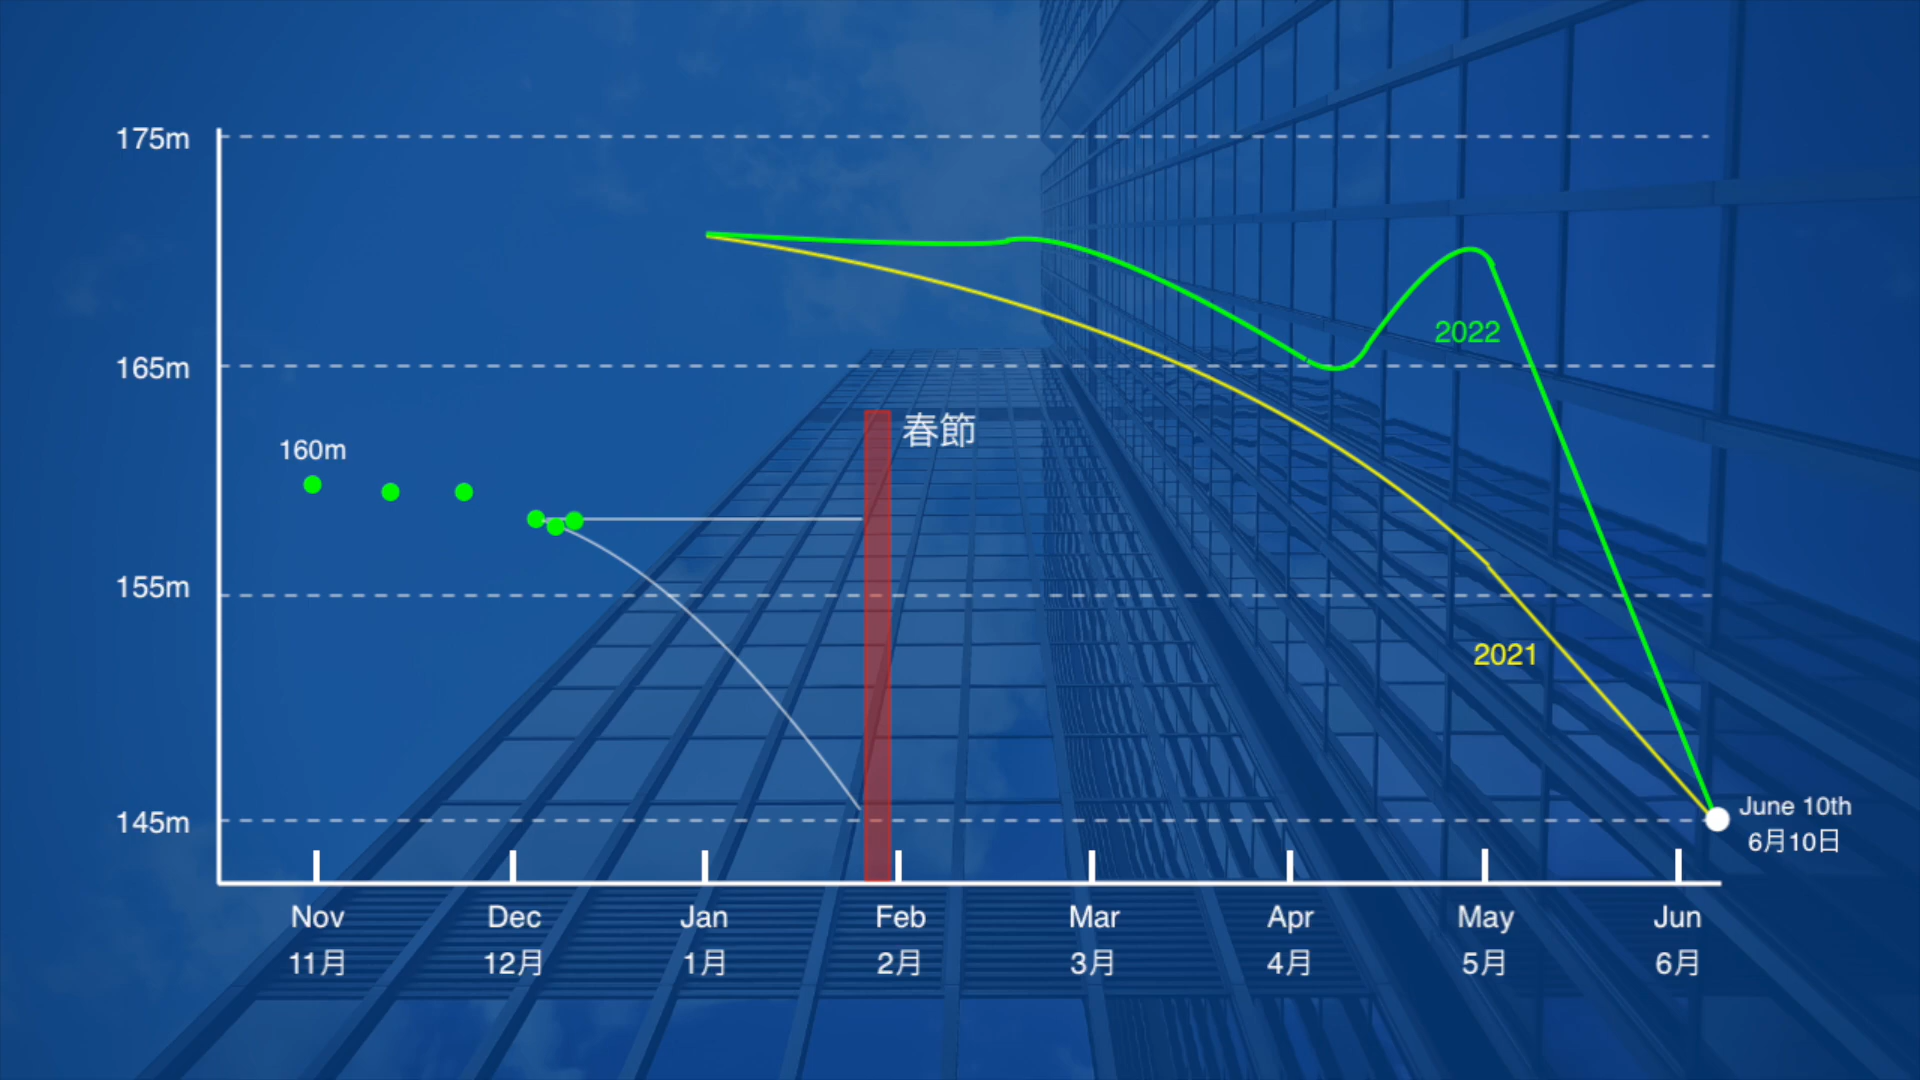 175m
165m
春節
2022
160m
155m
2021
145m
June 10th
6月10日
Nov Dec Jan Feb Mar Apr May Jun
11月 12月 1月 2月 3月 4月 5月 6月